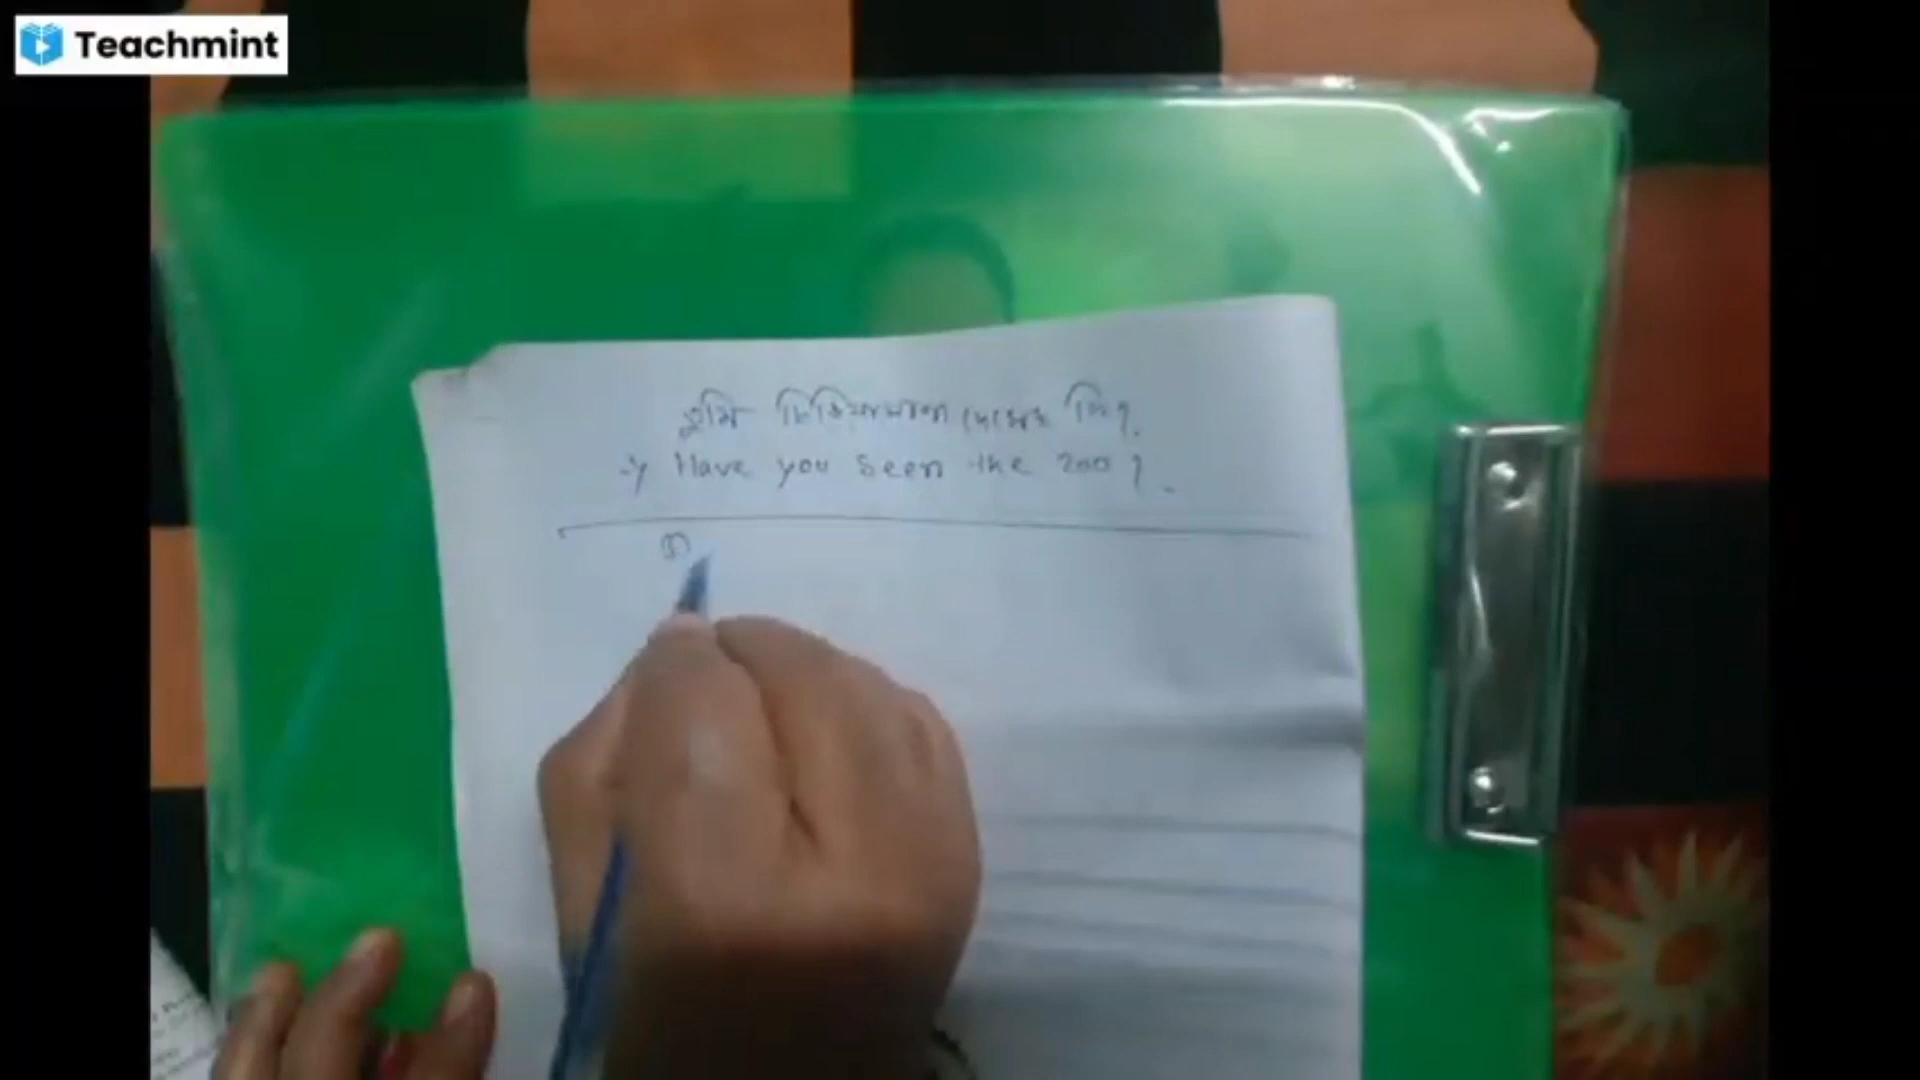 Teachmint
তুমি চিড়িয়াখানা দেখেছ কি?
→ Have you seen the zoo?